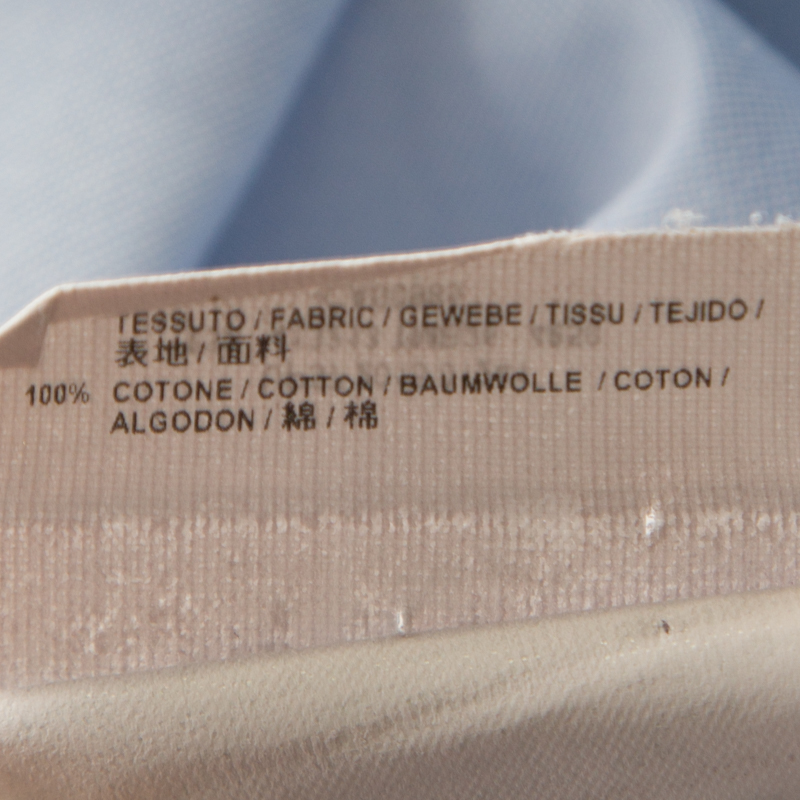 TESSUTO / FABRIC / GEWEBE / TISSU / TEJIDO /
表地 / 面料
100% COTONE / COTTON / BAUMWOLLE / COTON /
ALGODON / 綿 / 棉